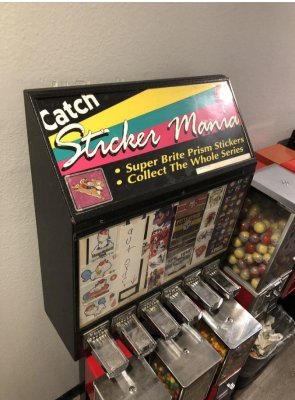 Catch
Sticker Mania
• Super Brite Prism Stickers
• Collect The Whole Series